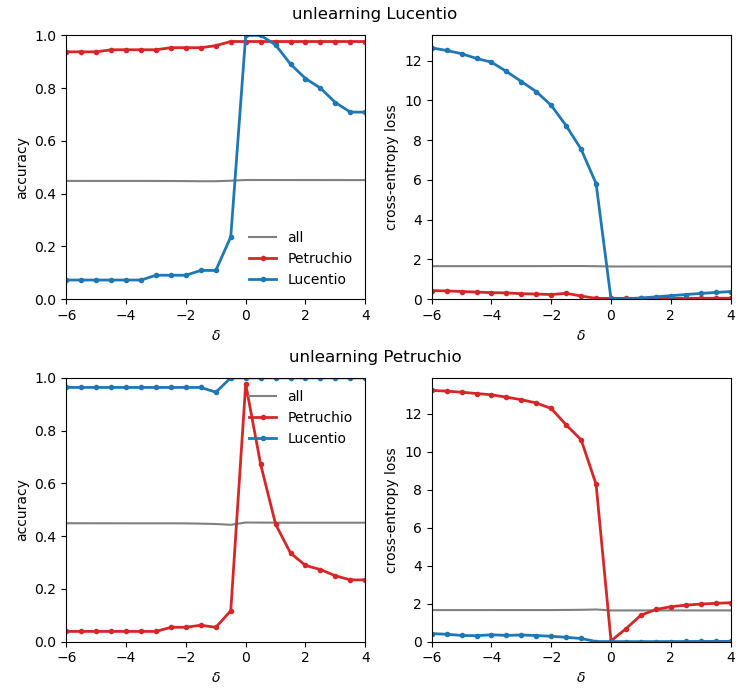 unlearning Lucentio
1.0
0.8
0.6
0.4
0.2
0.0
accuracy
−6 −4 −2 0 2 4
δ
all
Petruchio
Lucentio
12
10
8
6
4
2
0
cross-entropy loss
−6 −4 −2 0 2 4
δ
unlearning Petruchio
1.0
0.8
0.6
0.4
0.2
0.0
accuracy
−6 −4 −2 0 2 4
δ
all
Petruchio
Lucentio
12
10
8
6
4
2
0
cross-entropy loss
−6 −4 −2 0 2 4
δ